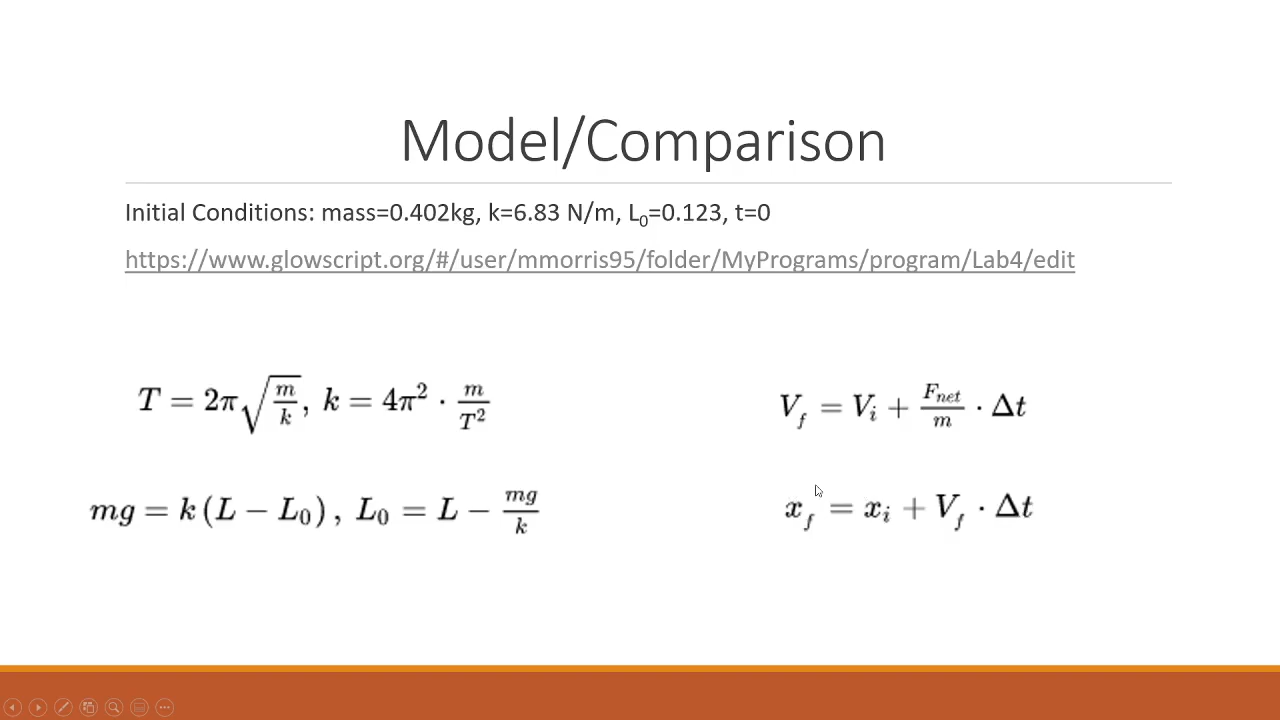 Model/Comparison
Initial Conditions: mass=0.402kg, k=6.83 N/m, L₀=0.123, t=0
https://www.glowscript.org/#/user/mmorris95/folder/MyPrograms/program/Lab4/edit
T = 2π√(m/k), k = 4π² · m/T²
V_f = V_i + F_net/m · Δt
mg = k(L − L₀), L₀ = L − mg/k
x_f = x_i + V_f · Δt